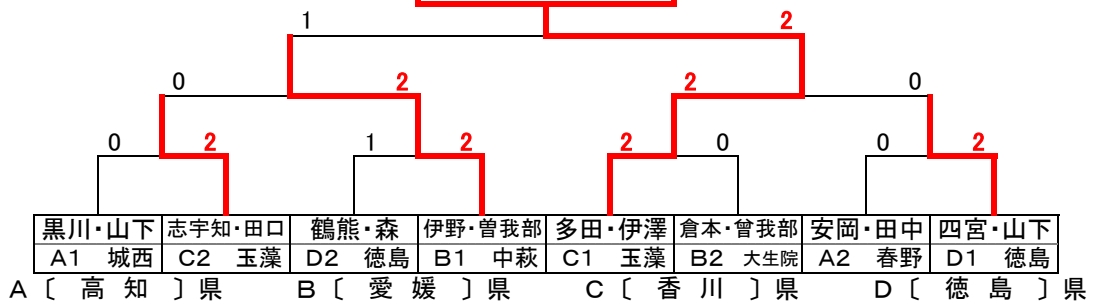 1 2
0 2 2 0
0 2 1 2 2 0 0 2
黒川・山下 志宇知・田口 鶴熊・森 伊野・曽我部 多田・伊澤 倉本・曾我部 安岡・田中 四宮・山下
A1 城西 C2 玉藻 D2 徳島 B1 中萩 C1 玉藻 B2 大生院 A2 春野 D1 徳島
A〔 高 知 〕県 B〔 愛 媛 〕県 C〔 香 川 〕県 D〔 徳 島 〕県